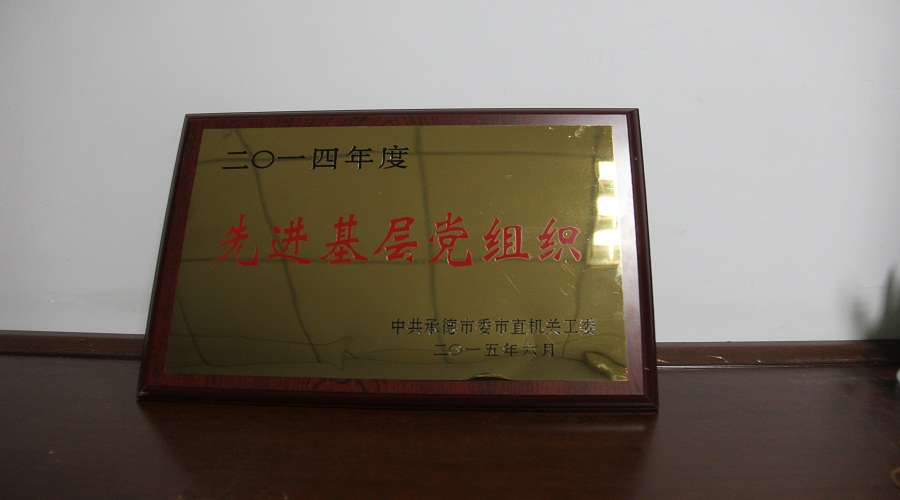 二〇一四年度
先进基层党组织
中共承德市委市直机关工委
二〇一五年六月